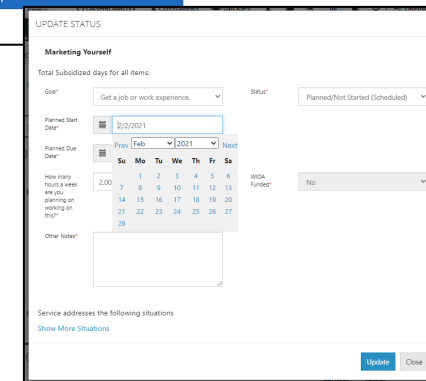 UPDATE STATUS
Marketing Yourself
Total Subsidized days for all items:
Goal*
Get a job or work experience.
Status*
Planned/Not Started (Scheduled)
Planned Start
Date*
2/2/2021
Planned Due
Date*
Prev Feb 2021 Next
Su Mo Tu We Th Fr Sa
1 2 3 4 5 6
7 8 9 10 11 12 13
14 15 16 17 18 19 20
21 22 23 24 25 26 27
28
How many
hours a week
are you
planning on
working on
this?*
2.00
WIOA
Funded*
No
Other Notes*
Service addresses the following situations
Show More Situations
Update Close